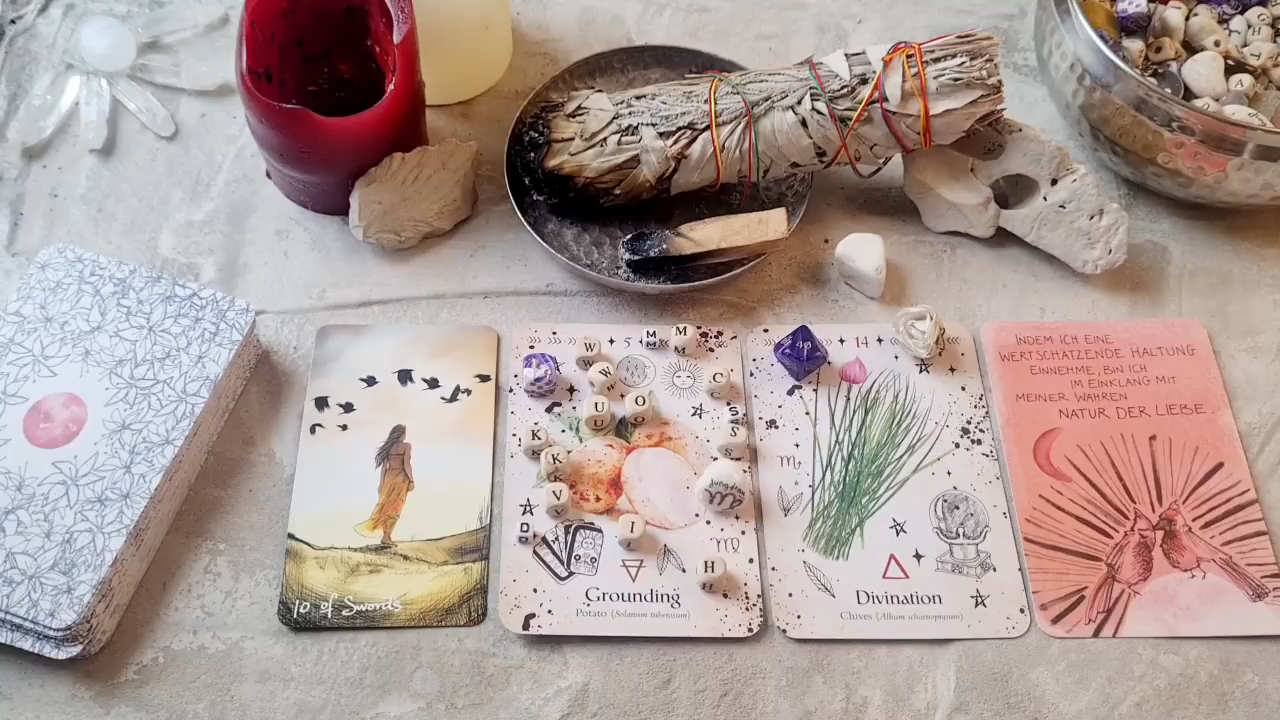 10 of Swords
5
M
M
M
M
W
W
C
C
U
U
O
O
S
S
S
K
K
K
K
V
V
D
I
I
H
H
Jungfrau
Grounding
Potato (Solanum tuberosum)
14
Divination
Chives (Allium schoenoprasum)
INDEM ICH EINE
WERTSCHÄTZENDE HALTUNG
EINNEHME, BIN ICH
IM EINKLANG MIT
MEINER WAHREN
NATUR DER LIEBE.
H
A